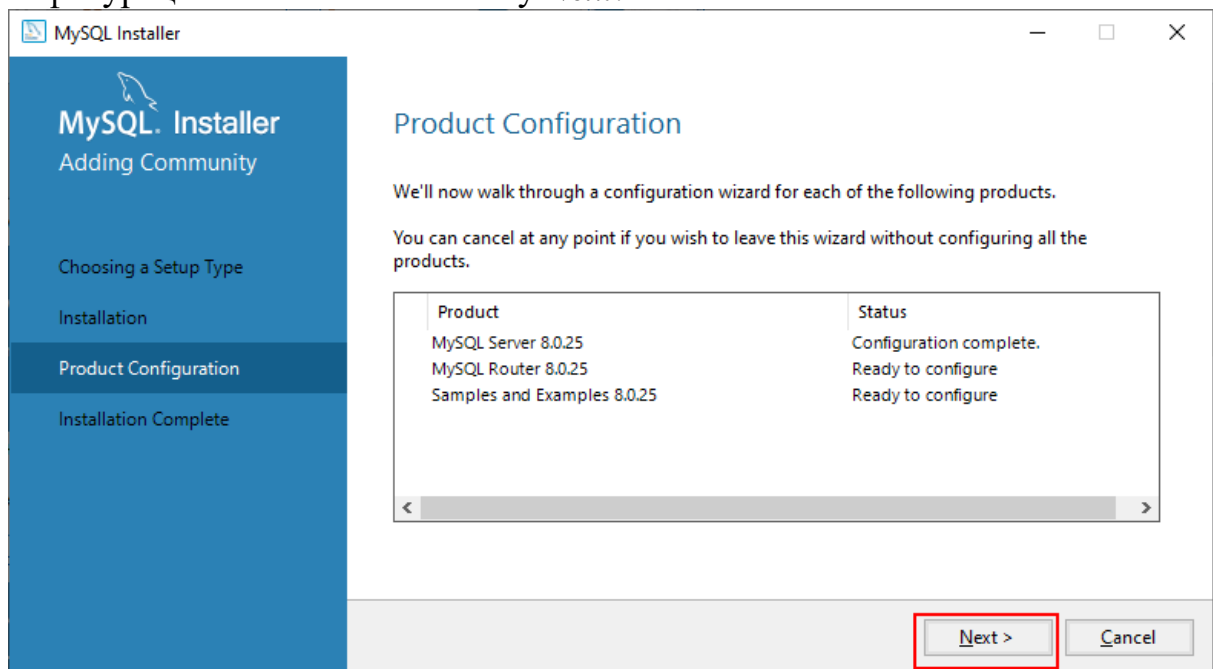 MySQL Installer
MySQL. Installer
Adding Community
Choosing a Setup Type
Installation
Product Configuration
Installation Complete
Product Configuration
We'll now walk through a configuration wizard for each of the following products.
You can cancel at any point if you wish to leave this wizard without configuring all the
products.
Product Status
MySQL Server 8.0.25 Configuration complete.
MySQL Router 8.0.25 Ready to configure
Samples and Examples 8.0.25 Ready to configure
Next >
Cancel